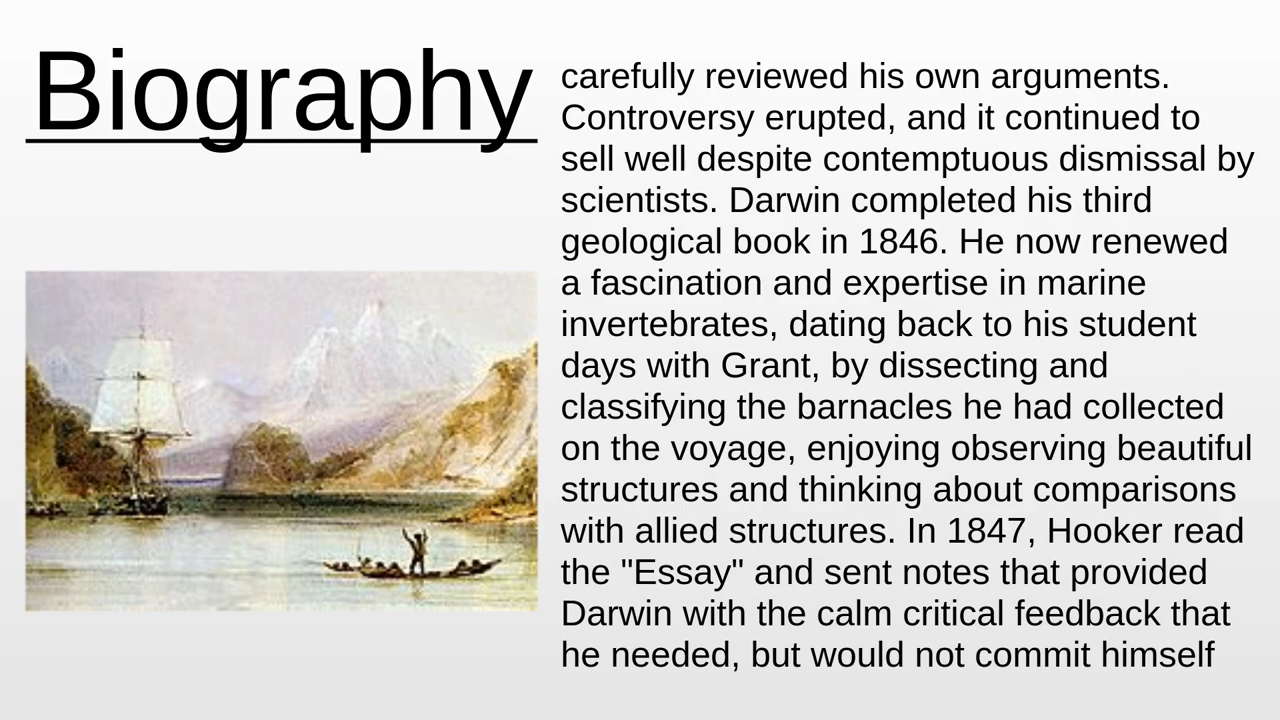 Biography
carefully reviewed his own arguments.
Controversy erupted, and it continued to
sell well despite contemptuous dismissal by
scientists. Darwin completed his third
geological book in 1846. He now renewed
a fascination and expertise in marine
invertebrates, dating back to his student
days with Grant, by dissecting and
classifying the barnacles he had collected
on the voyage, enjoying observing beautiful
structures and thinking about comparisons
with allied structures. In 1847, Hooker read
the "Essay" and sent notes that provided
Darwin with the calm critical feedback that
he needed, but would not commit himself